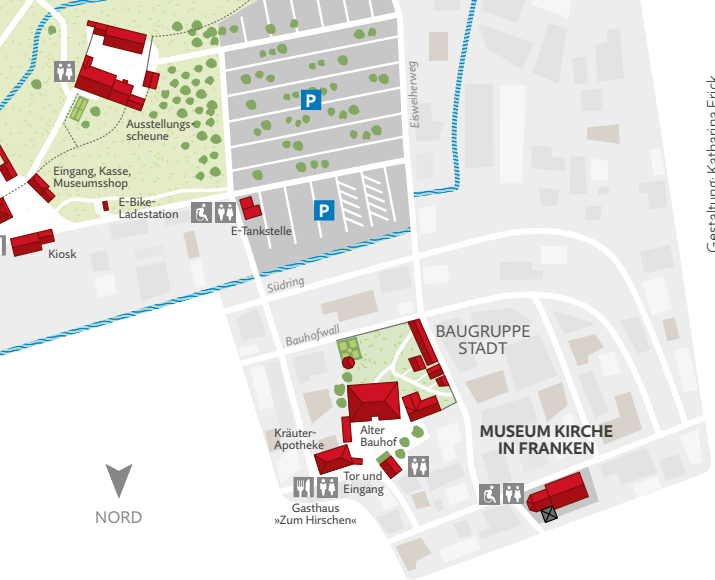 Eisweiherweg
Gestaltung: Katharina Frick
P
Ausstellungs-
scheune
Eingang, Kasse,
Museumsshop
E-Bike-
Ladestation
P
E-Tankstelle
Kiosk
Südring
Bauhofwall
BAUGRUPPE
STADT
Kräuter-
Apotheke
Alter
Bauhof
MUSEUM KIRCHE
IN FRANKEN
Tor und
Eingang
Gasthaus
»Zum Hirschen«
NORD